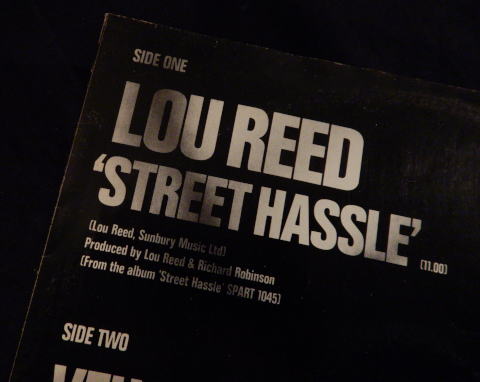 SIDE ONE
LOU REED
‘STREET HASSLE’ (11.00)
(Lou Reed, Sunbury Music Ltd)
Produced by Lou Reed & Richard Robinson
(From the album 'Street Hassle' SPART 1045)
SIDE TWO